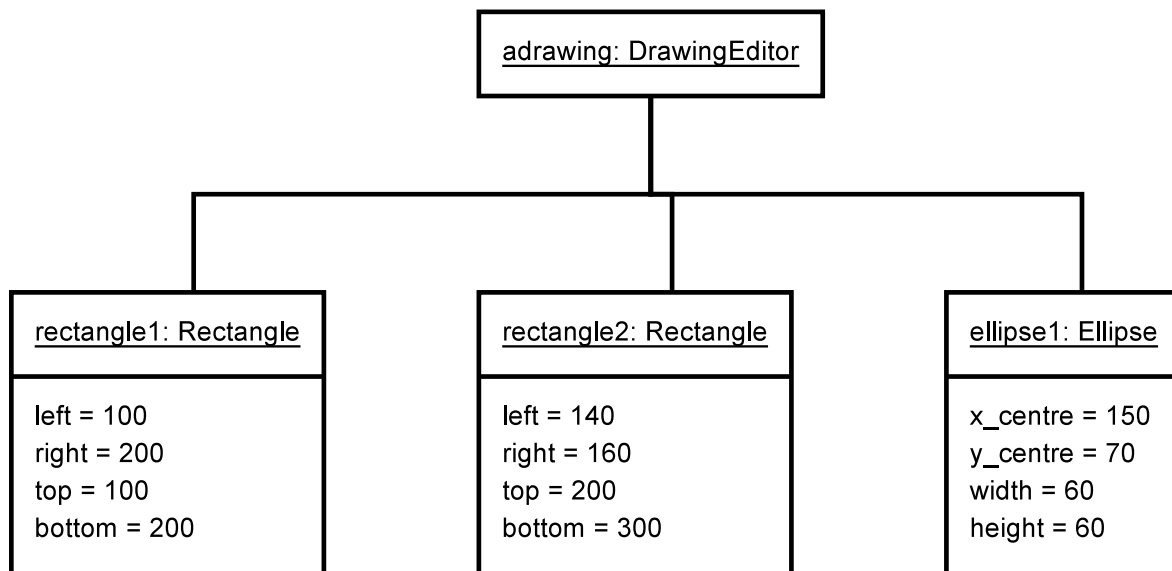 adrawing: DrawingEditor
rectangle1: Rectangle
left = 100
right = 200
top = 100
bottom = 200
rectangle2: Rectangle
left = 140
right = 160
top = 200
bottom = 300
ellipse1: Ellipse
x_centre = 150
y_centre = 70
width = 60
height = 60